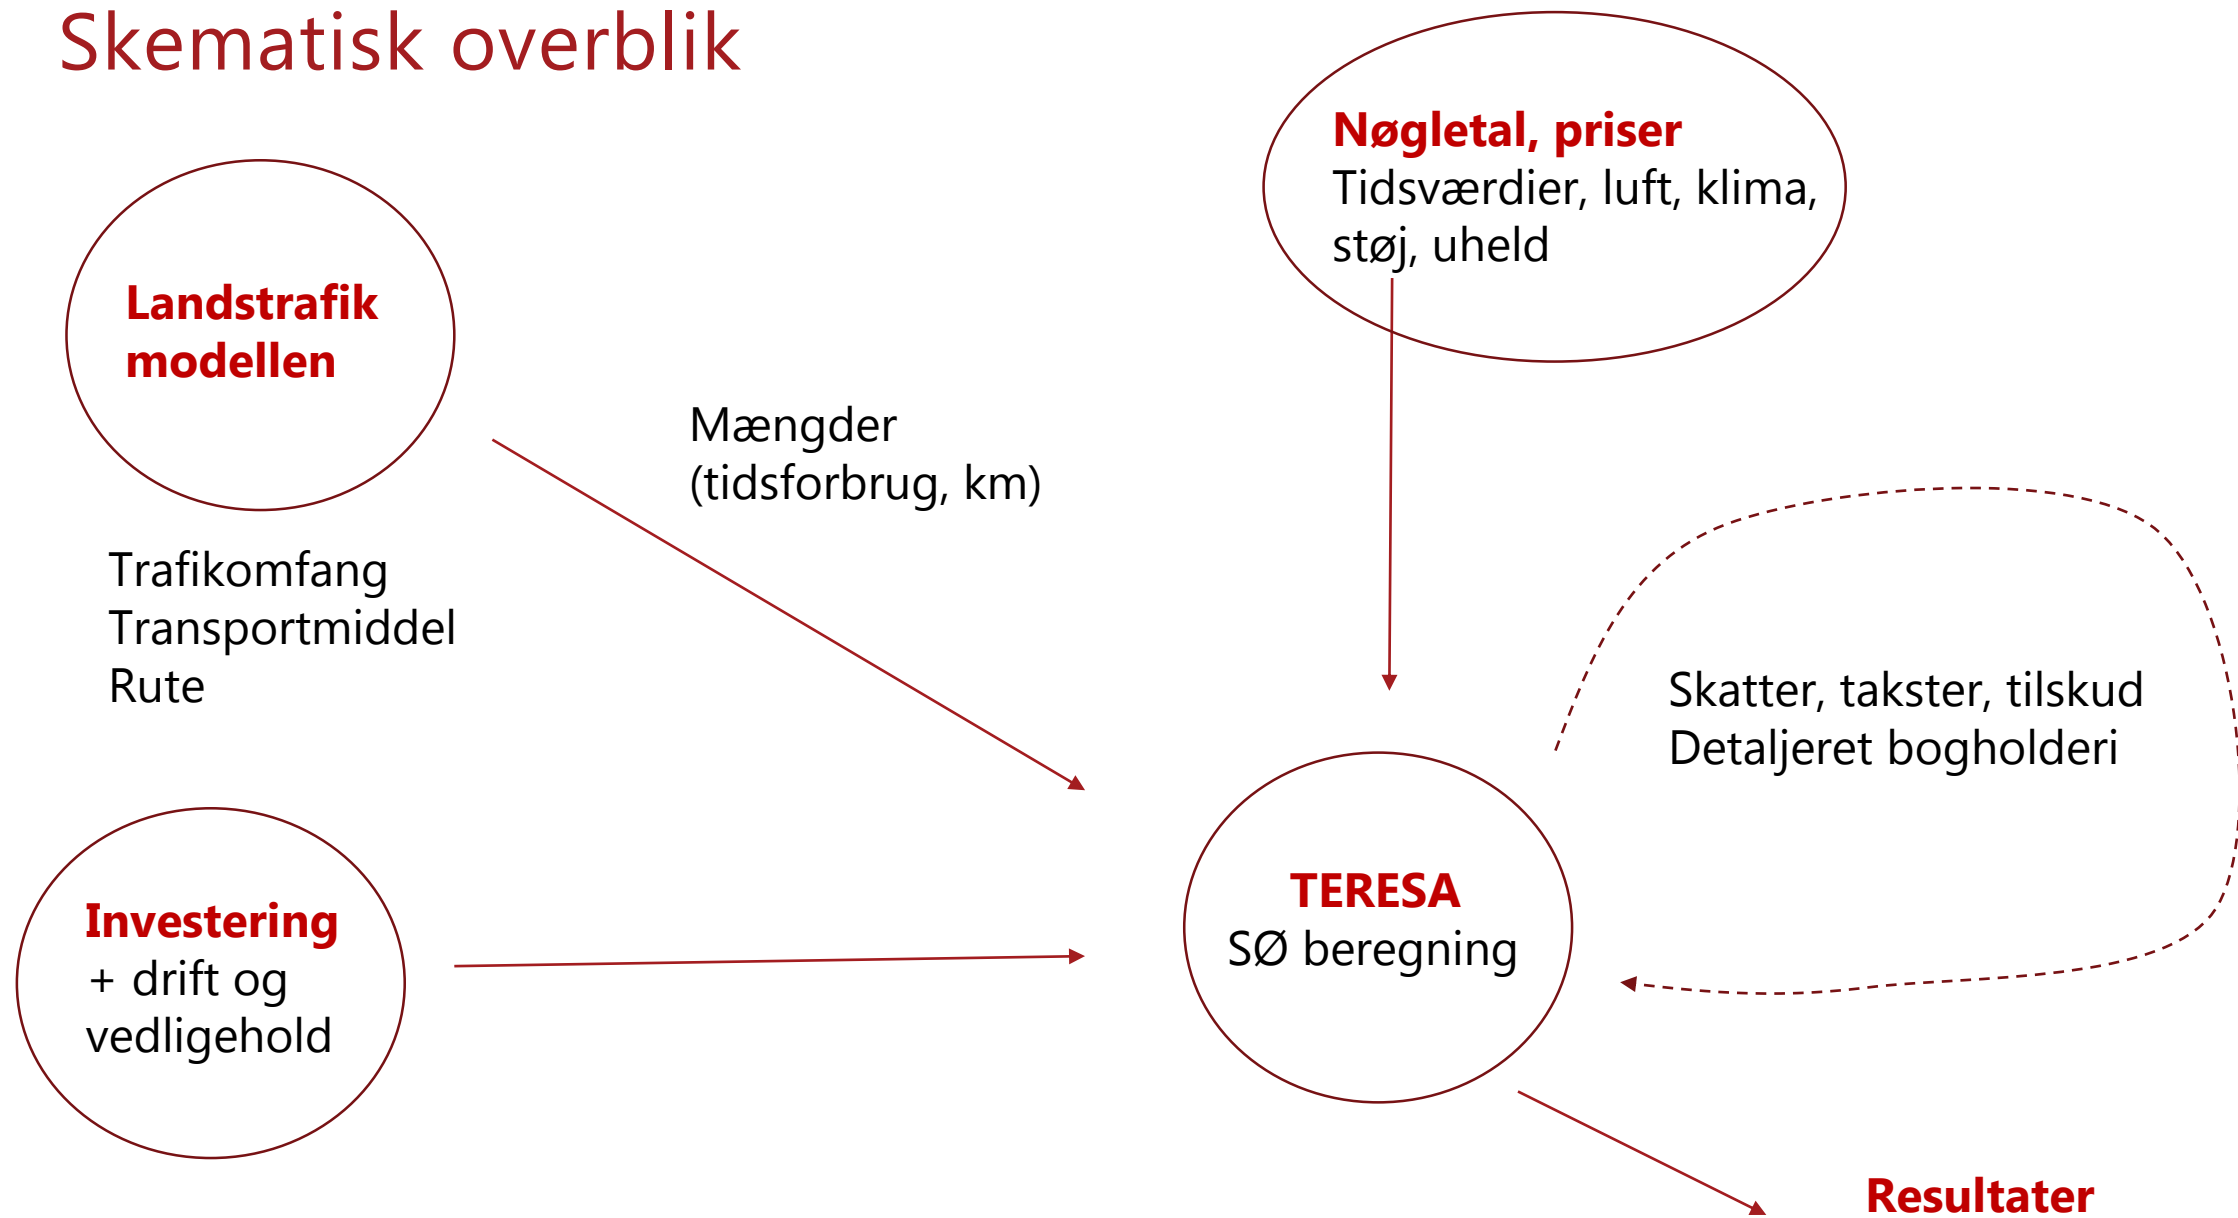 Skematisk overblik
Nøgletal, priser
Tidsværdier, luft, klima,
støj, uheld
Landstrafik
modellen
Mængder
(tidsforbrug, km)
Trafikomfang
Transportmiddel
Rute
Skatter, takster, tilskud
Detaljeret bogholderi
Investering
+ drift og
vedligehold
TERESA
SØ beregning
Resultater